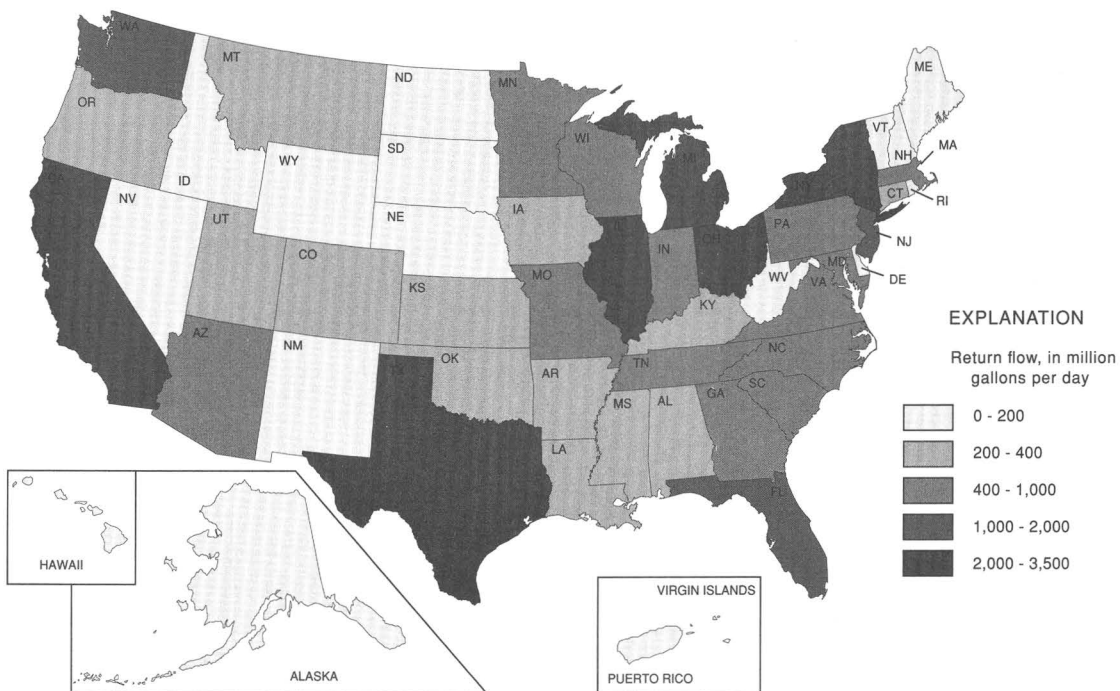 WA
MT
ND
MN
ME
OR
VT
WI
SD
NH
MA
WY
ID
MI
NY
CA
NV
NE
CT
RI
IA
UT
PA
NJ
IL
IN
OH
CO
MD
DE
MO
WV
VA
KS
KY
AZ
NM
OK
TN
NC
TX
AR
SC
MS
AL
GA
LA
FL
EXPLANATION
Return flow, in million
gallons per day
0 - 200
200 - 400
400 - 1,000
1,000 - 2,000
2,000 - 3,500
HAWAII
ALASKA
VIRGIN ISLANDS
PUERTO RICO